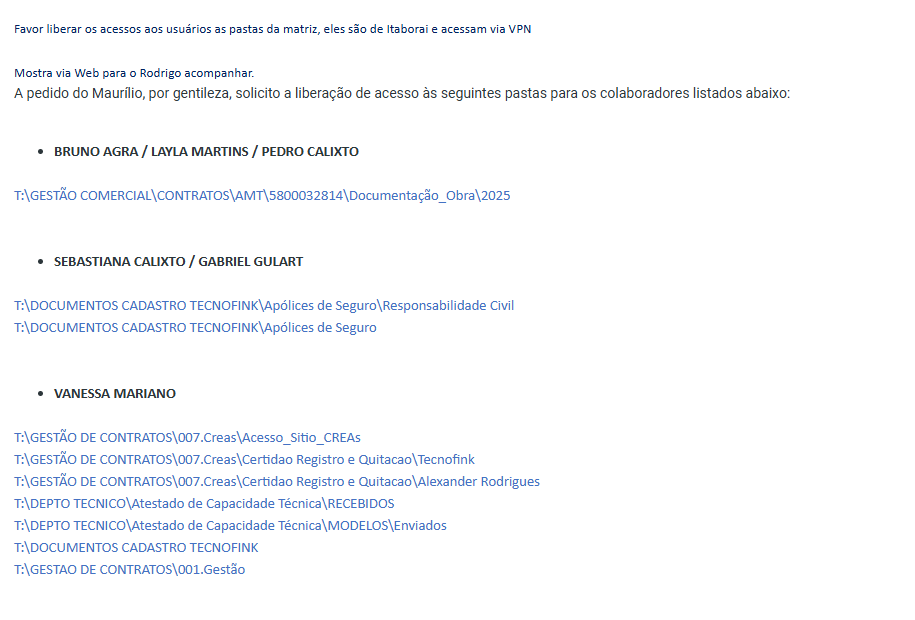 Favor liberar os acessos aos usuários as pastas da matriz, eles são de Itaborai e acessam via VPN
Mostra via Web para o Rodrigo acompanhar.
A pedido do Maurílio, por gentileza, solicito a liberação de acesso às seguintes pastas para os colaboradores listados abaixo:
• BRUNO AGRA / LAYLA MARTINS / PEDRO CALIXTO
T:\GESTÃO COMERCIAL\CONTRATOS\AMT\5800032814\Documentação_Obra\2025
• SEBASTIANA CALIXTO / GABRIEL GULART
T:\DOCUMENTOS CADASTRO TECNOFINK\Apólices de Seguro\Responsabilidade Civil
T:\DOCUMENTOS CADASTRO TECNOFINK\Apólices de Seguro
• VANESSA MARIANO
T:\GESTÃO DE CONTRATOS\007.Creas\Acesso_Sitio_CREAs
T:\GESTÃO DE CONTRATOS\007.Creas\Certidao Registro e Quitacao\Tecnofink
T:\GESTÃO DE CONTRATOS\007.Creas\Certidao Registro e Quitacao\Alexander Rodrigues
T:\DEPTO TECNICO\Atestado de Capacidade Técnica\RECEBIDOS
T:\DEPTO TECNICO\Atestado de Capacidade Técnica\MODELOS\Enviados
T:\DOCUMENTOS CADASTRO TECNOFINK
T:\GESTAO DE CONTRATOS\001.Gestão